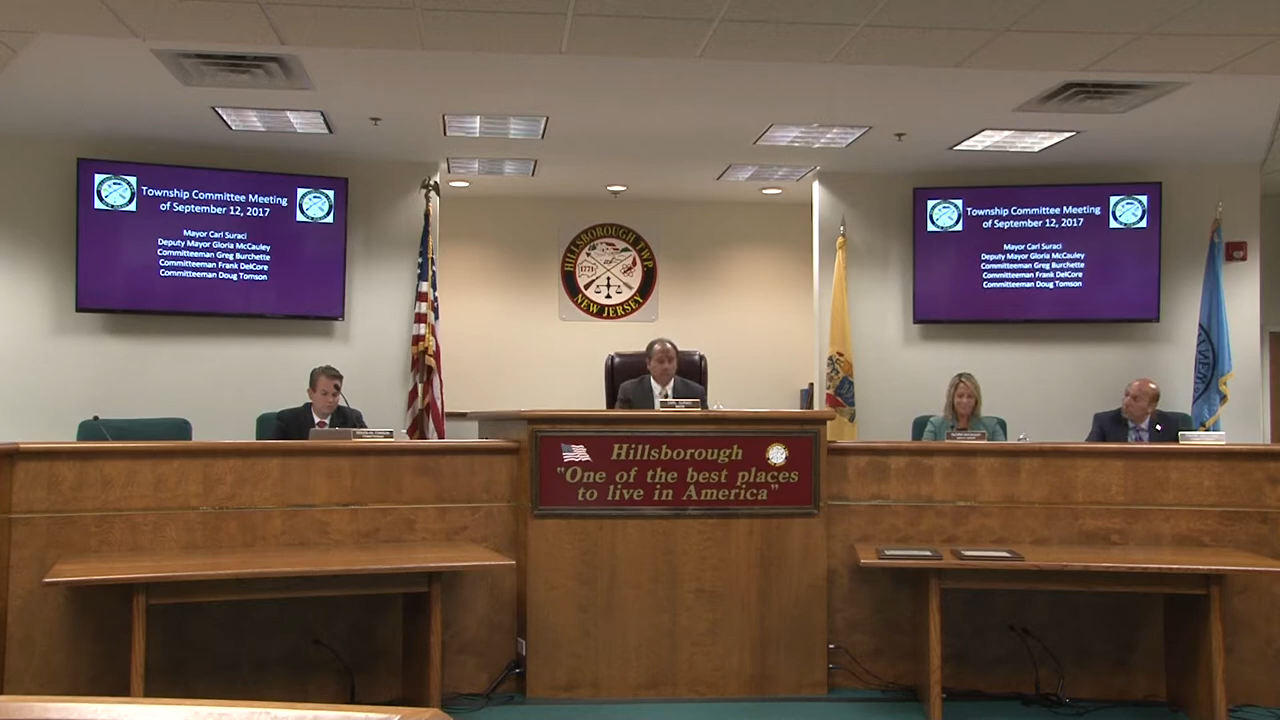 Township Committee Meeting
of September 12, 2017
Mayor Carl Suraci
Deputy Mayor Gloria McCauley
Committeeman Greg Burchette
Committeeman Frank DelCore
Committeeman Doug Tomson
HILLSBOROUGH TWP.
1771
NEW JERSEY
Township Committee Meeting
of September 12, 2017
Mayor Carl Suraci
Deputy Mayor Gloria McCauley
Committeeman Greg Burchette
Committeeman Frank DelCore
Committeeman Doug Tomson
CARL SURACI
Hillsborough
"One of the best places
to live in America"